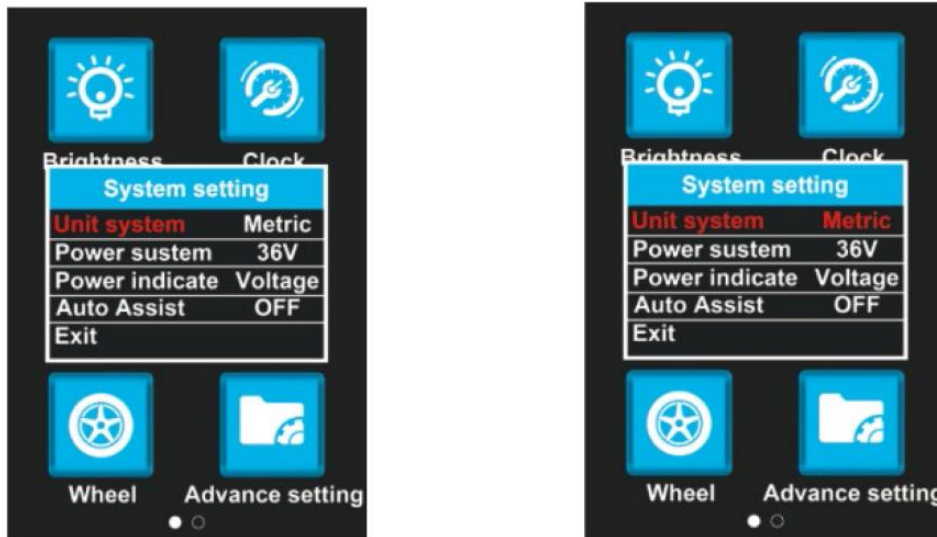 Brightness Clock
System setting
Unit system Metric
Power sustem 36V
Power indicate Voltage
Auto Assist OFF
Exit
Wheel Advance setting
Brightness Clock
System setting
Unit system Metric
Power sustem 36V
Power indicate Voltage
Auto Assist OFF
Exit
Wheel Advance setting